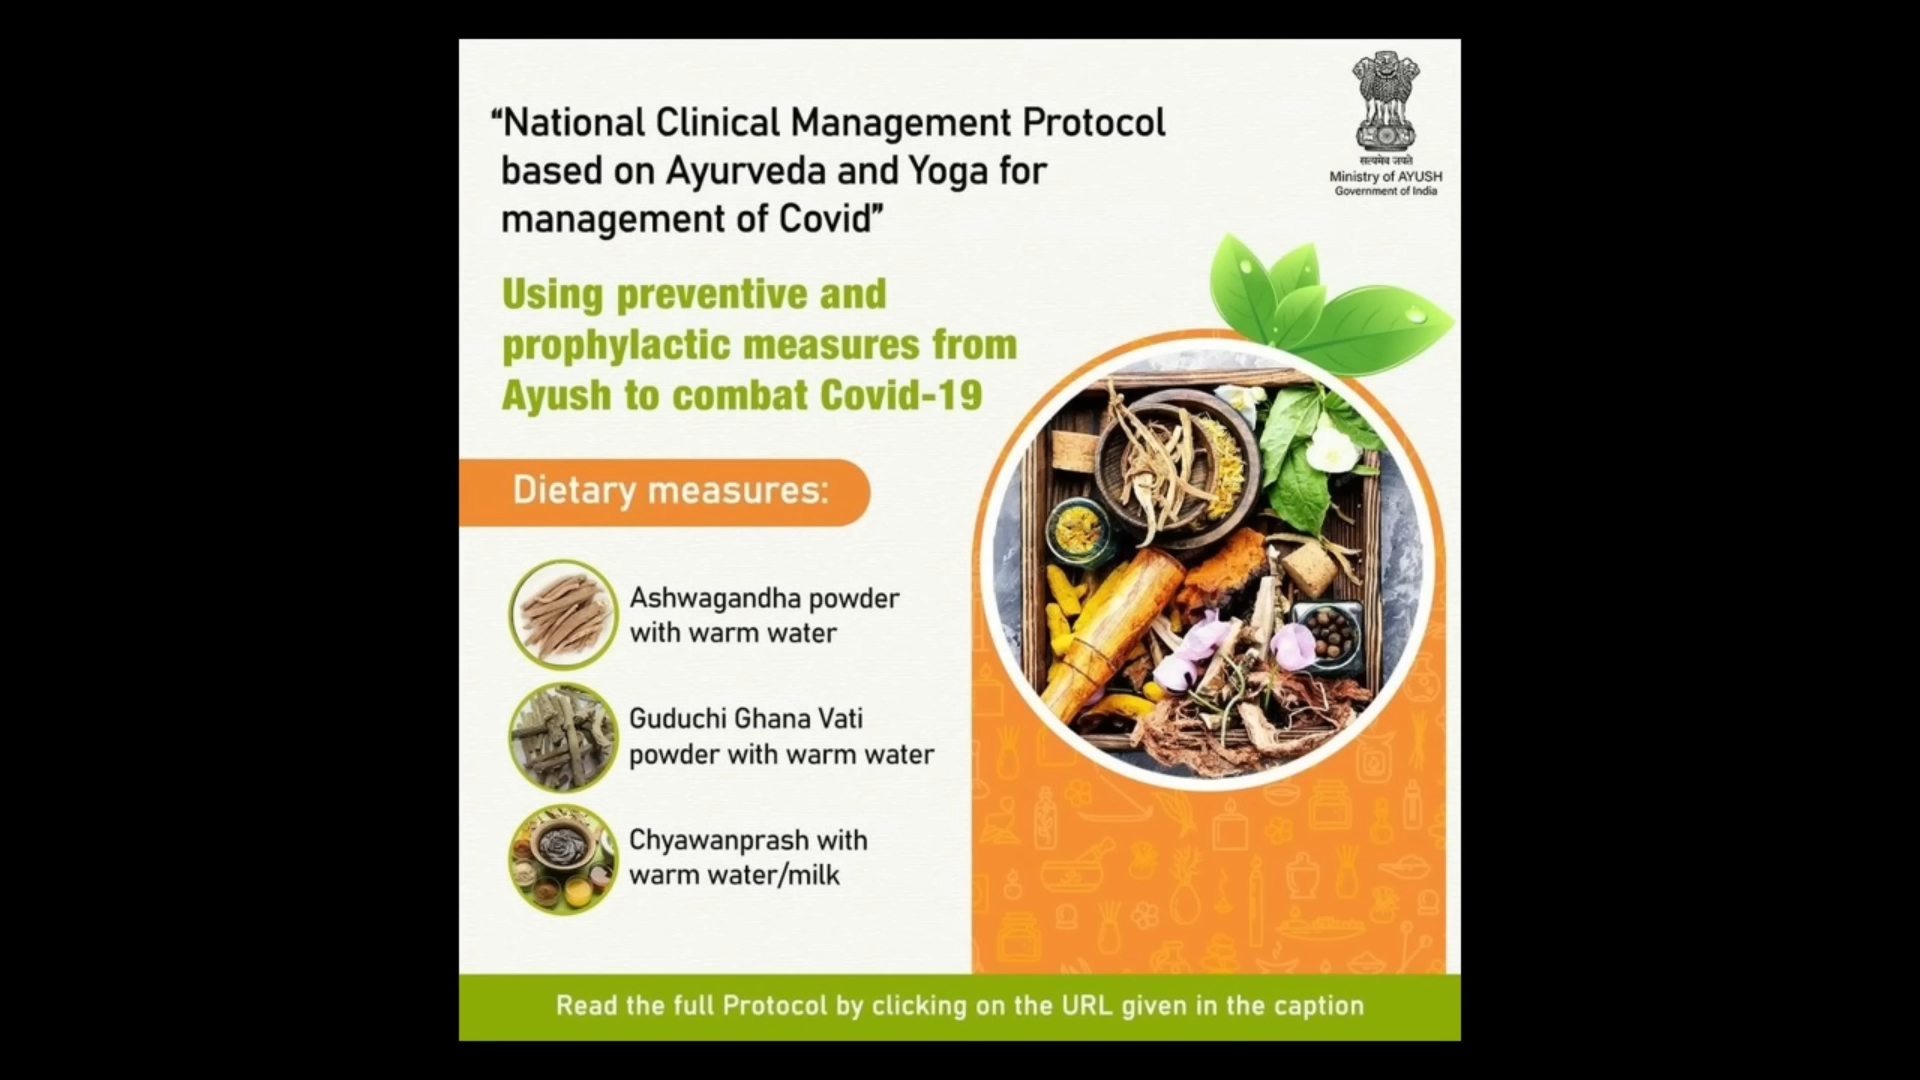 “National Clinical Management Protocol
based on Ayurveda and Yoga for
management of Covid”
सत्यमेव जयते
Ministry of AYUSH
Government of India
Using preventive and
prophylactic measures from
Ayush to combat Covid-19
Dietary measures:
Ashwagandha powder
with warm water
Guduchi Ghana Vati
powder with warm water
Chyawanprash with
warm water/milk
Read the full Protocol by clicking on the URL given in the caption